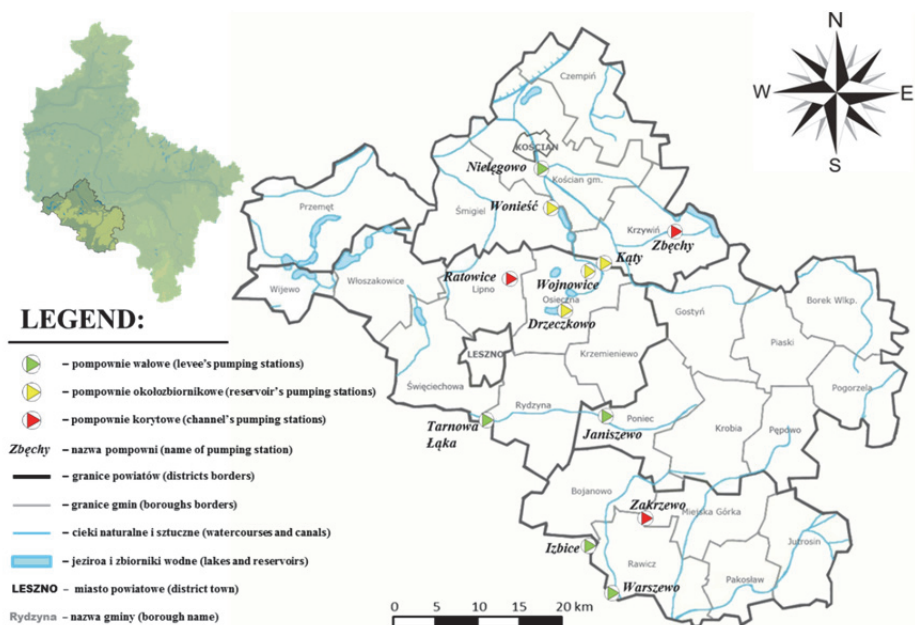 N
W
E
S
Czempiń
KOŚCIAN
Nielęgowo
Kościan gm.
Wonieść
Przemęt
Śmigiel
Krzywiń
Zbęchy
Kąty
Włoszakowice
Ratowice
Lipno
Wojnowice
Wijewo
Osieczna
Drzeczkowo
Gostyń
Borek Wlkp.
Piaski
LESZNO
Krzemieniewo
Święciechowa
Pogorzela
Rydzyna
Tarnowa
Łąka
Poniec
Janiszewo
Krobia
Pępowo
Bojanowo
Zakrzewo
Miejska Górka
Izbice
Rawicz
Jutrosin
Pakosław
Warszewo
0 5 10 15 20 km
LEGEND:
– pompownie wałowe (levee's pumping stations)
– pompownie okołozbiornikowe (reservoir's pumping stations)
– pompownie korytowe (channel's pumping stations)
Zbęchy – nazwa pompowni (name of pumping station)
– granice powiatów (districts borders)
– granice gmin (boroughs borders)
– cieki naturalne i sztuczne (watercourses and canals)
– jeziroa i zbiorniki wodne (lakes and reservoirs)
LESZNO – miasto powiatowe (district town)
Rydzyna – nazwa gminy (borough name)